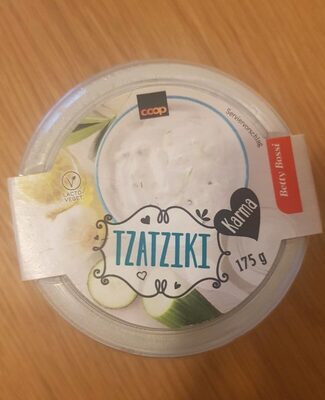 coop
Serviervorschlag
LACTO-
VEGET.
Betty Bossi
Karma
TZATZIKI
175 g